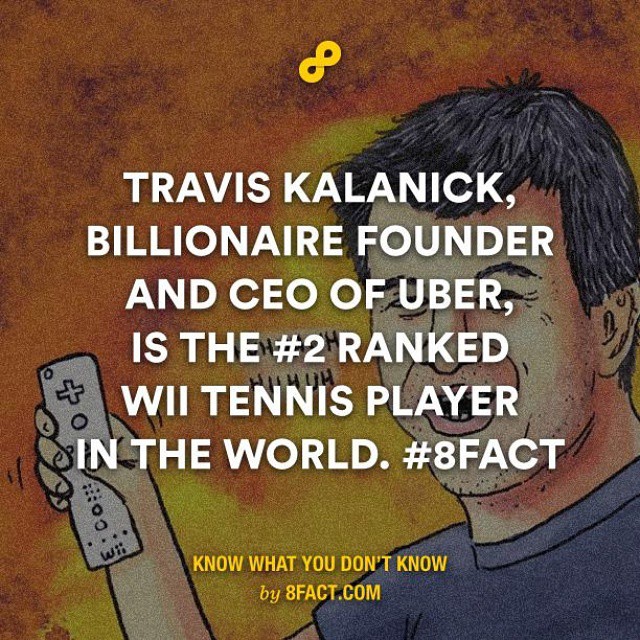 TRAVIS KALANICK,
BILLIONAIRE FOUNDER
AND CEO OF UBER,
IS THE #2 RANKED
WII TENNIS PLAYER
IN THE WORLD. #8FACT
KNOW WHAT YOU DON'T KNOW
by 8FACT.COM
Wii